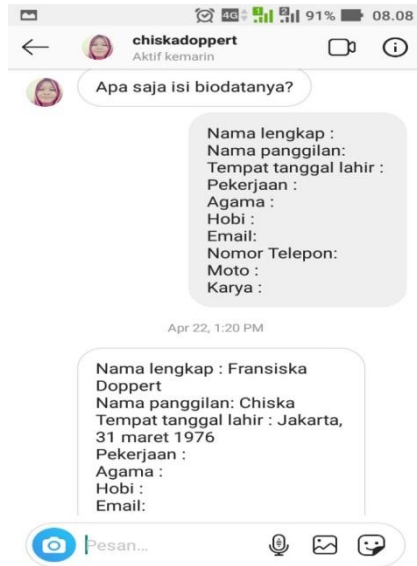 4G 91% 08.08
chiskadoppert
Aktif kemarin
Apa saja isi biodatanya?
Nama lengkap :
Nama panggilan:
Tempat tanggal lahir :
Pekerjaan :
Agama :
Hobi :
Email:
Nomor Telepon:
Moto :
Karya :
Apr 22, 1:20 PM
Nama lengkap : Fransiska
Doppert
Nama panggilan: Chiska
Tempat tanggal lahir : Jakarta,
31 maret 1976
Pekerjaan :
Agama :
Hobi :
Email:
Pesan...